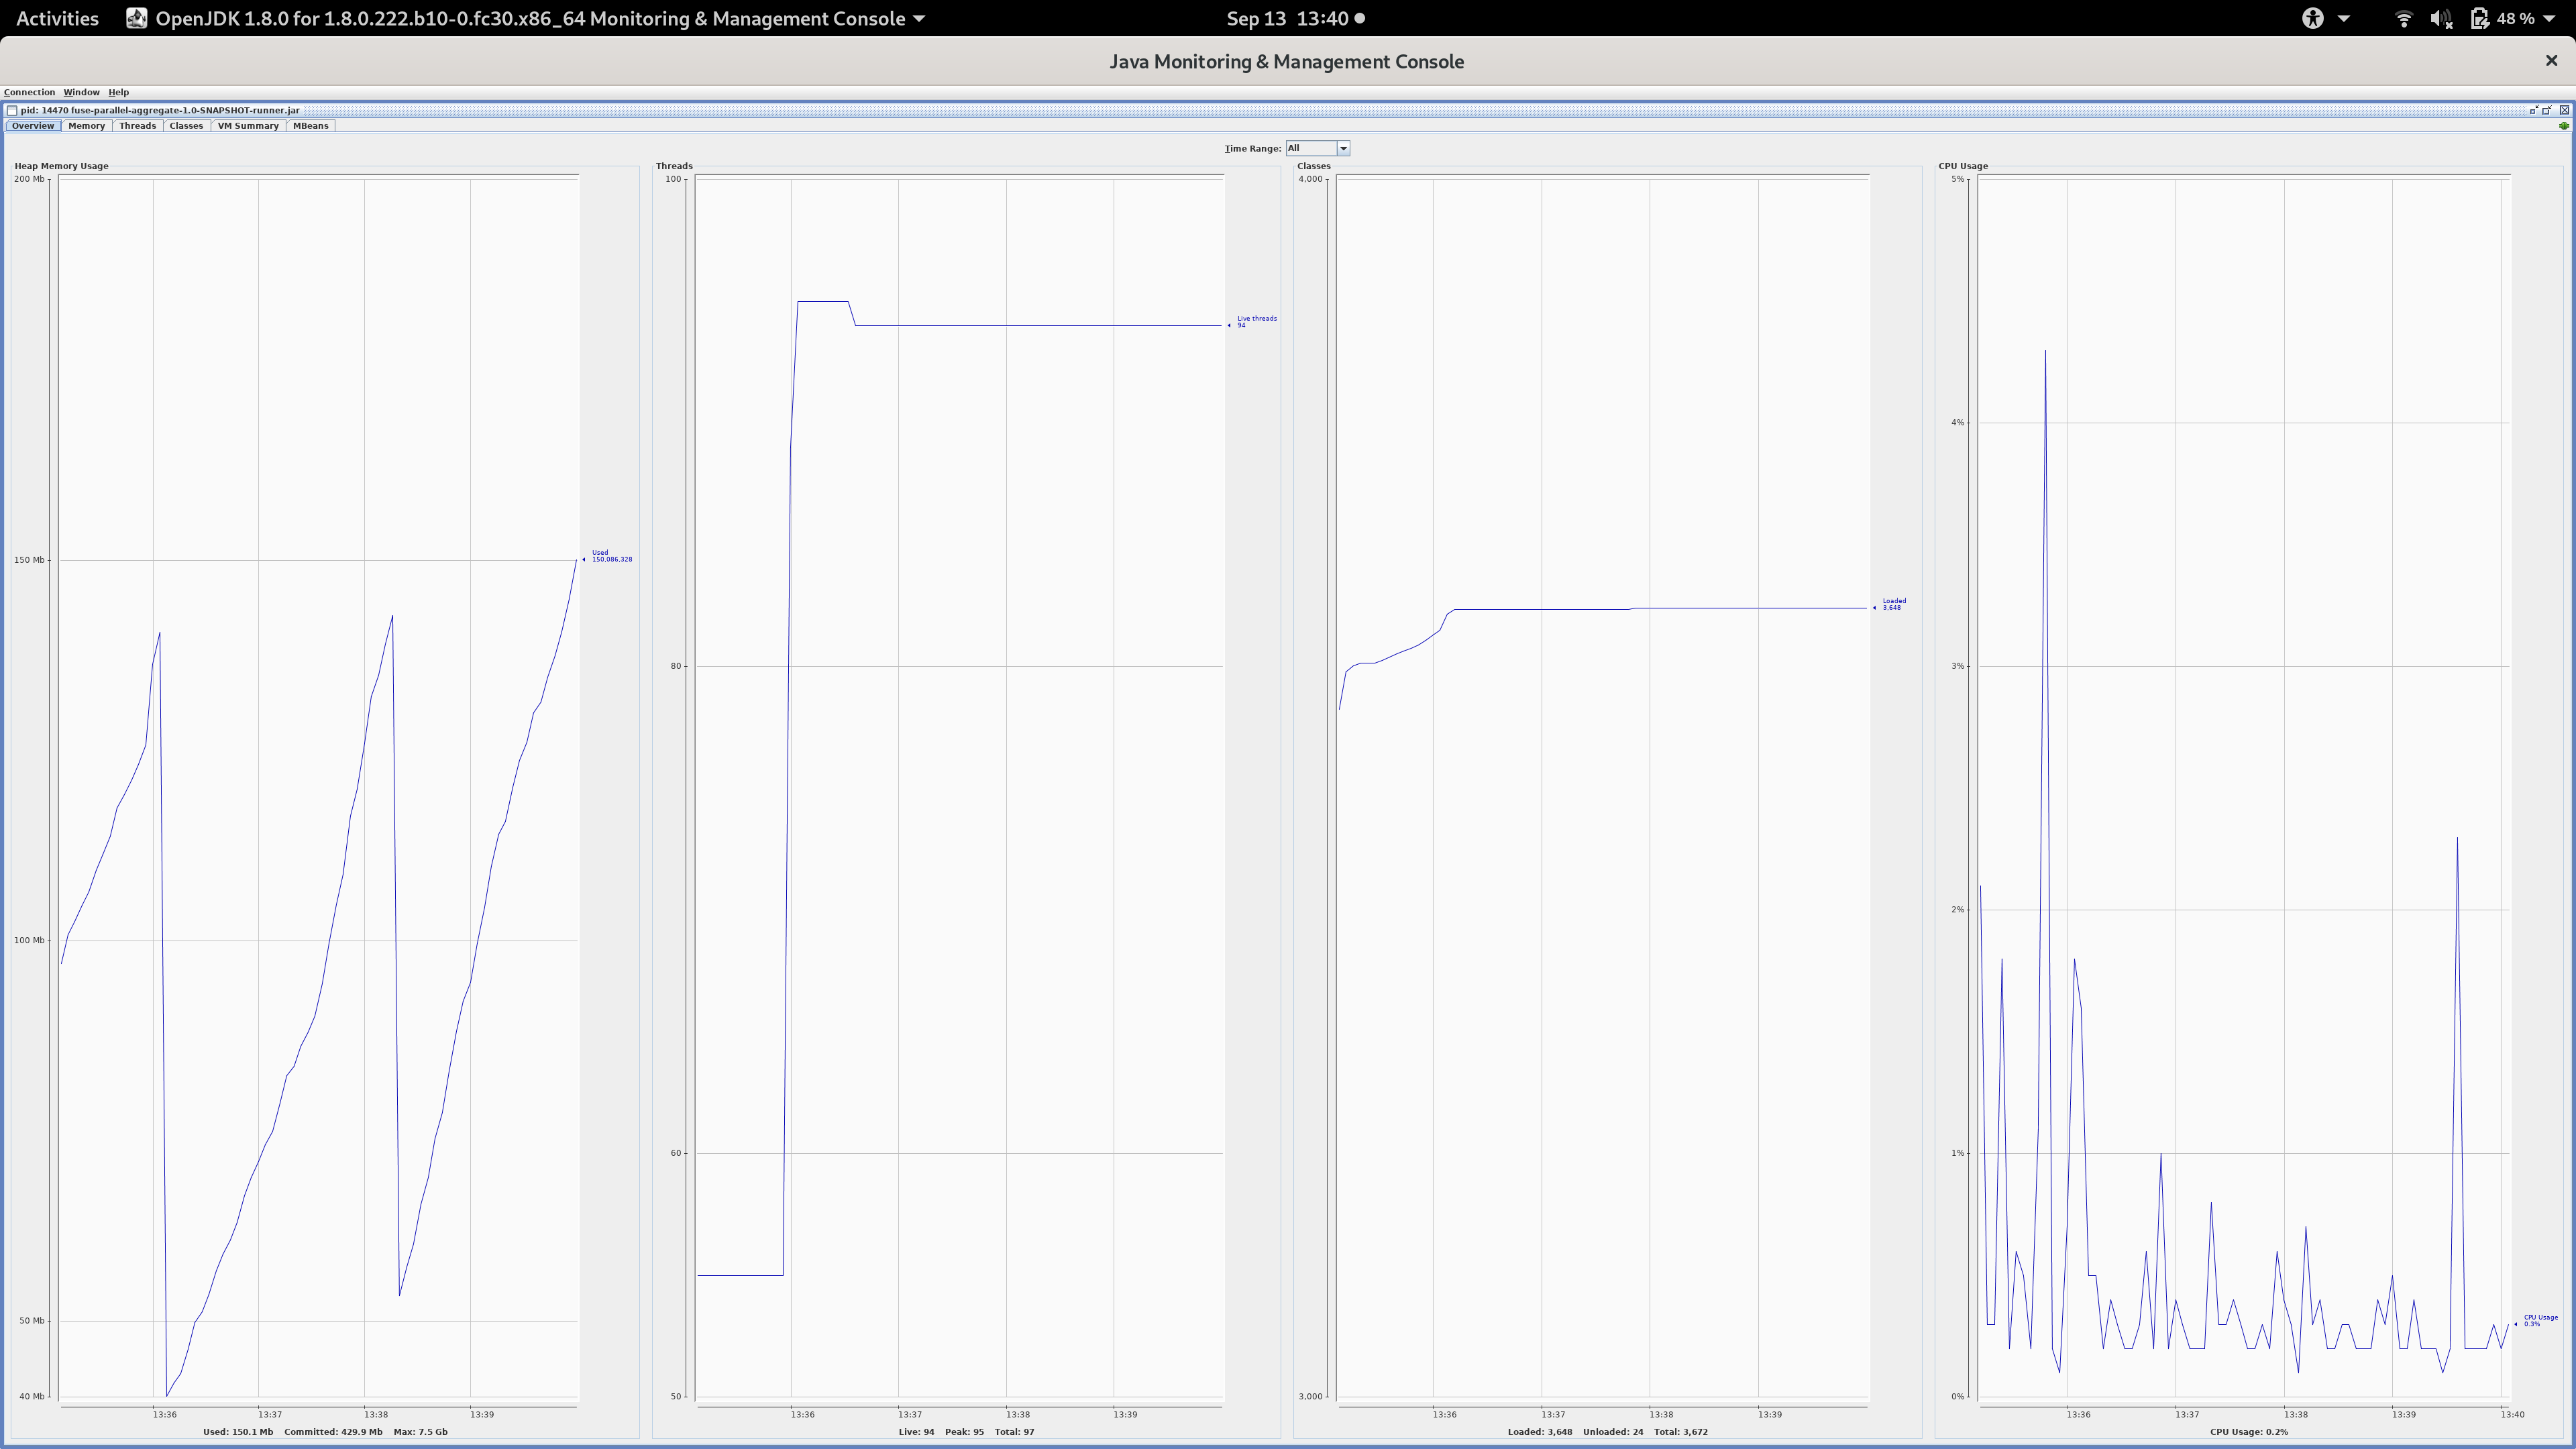 Activities OpenJDK 1.8.0 for 1.8.0.222.b10-0.fc30.x86_64 Monitoring & Management Console Sep 13 13:40 48 %
Java Monitoring & Management Console
Connection Window Help
pid: 14470 fuse-parallel-aggregate-1.0-SNAPSHOT-runner.jar
Overview Memory Threads Classes VM Summary MBeans
Time Range: All
Heap Memory Usage
200 Mb
150 Mb
100 Mb
50 Mb
40 Mb
Used
150,086,328
13:36 13:37 13:38 13:39
Used: 150.1 Mb Committed: 429.9 Mb Max: 7.5 Gb
Threads
100
80
60
50
Live threads
94
13:36 13:37 13:38 13:39
Live: 94 Peak: 95 Total: 97
Classes
4,000
3,000
Loaded
3,648
13:36 13:37 13:38 13:39
Loaded: 3,648 Unloaded: 24 Total: 3,672
CPU Usage
5%
4%
3%
2%
1%
0%
CPU Usage
0.3%
13:36 13:37 13:38 13:39 13:40
CPU Usage: 0.2%